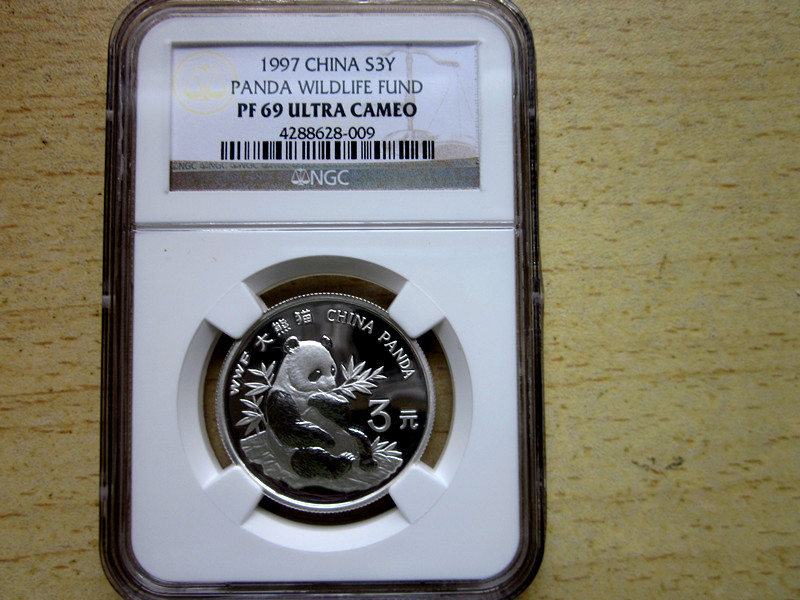 1997 CHINA S3Y
PANDA WILDLIFE FUND
PF 69 ULTRA CAMEO
4288628-009
NGC
WWF 大熊猫 CHINA PANDA
3元